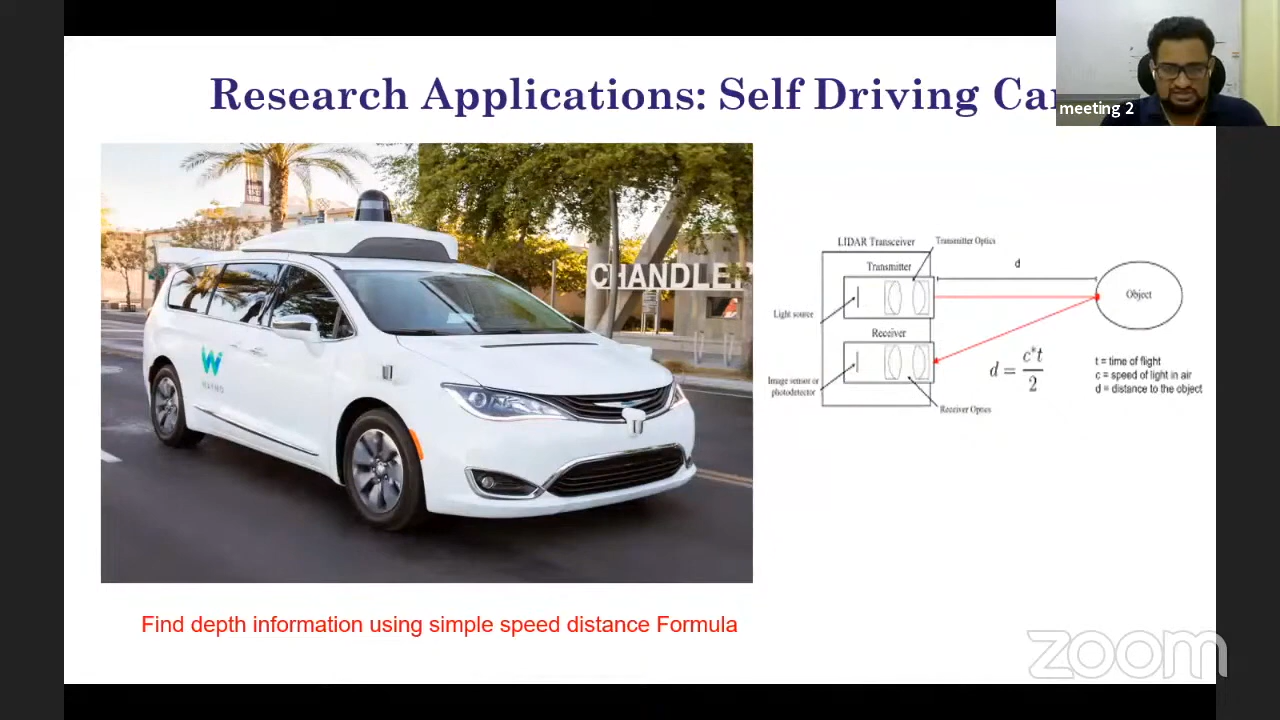 Research Applications: Self Driving Ca
meeting 2
CHANDLER
WAYMO
LIDAR Transceiver
Transmitter Optics
Transmitter
d
Object
Light source
Receiver
Image sensor or
photodetector
Receiver Optics
d = c*t
2
t = time of flight
c = speed of light in air
d = distance to the object
Find depth information using simple speed distance Formula
zoom